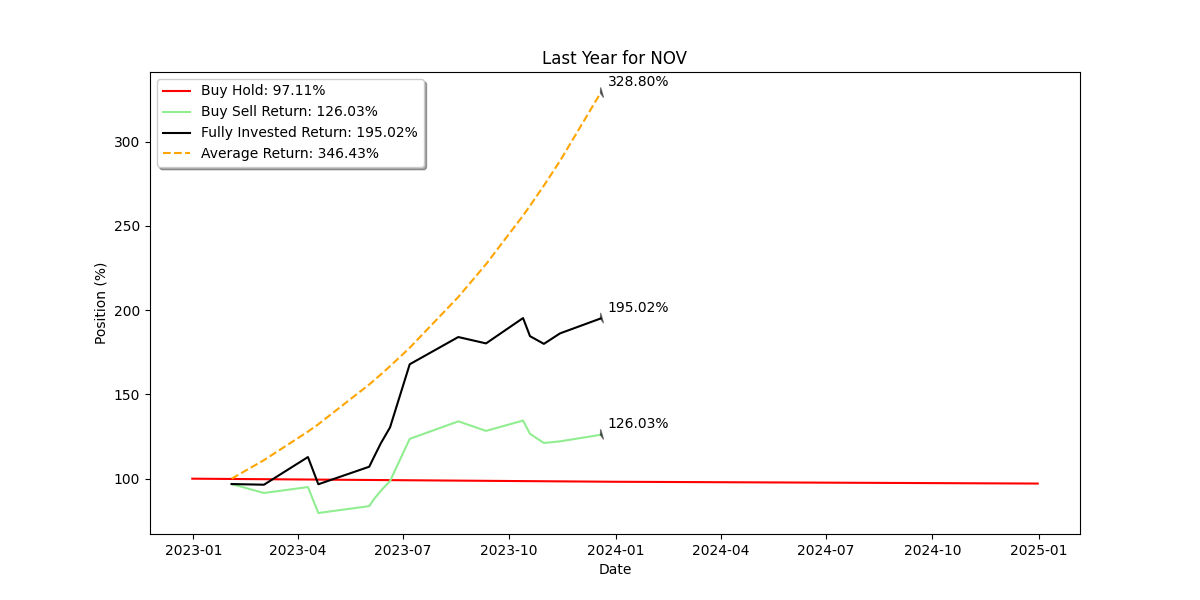 Last Year for NOV
Buy Hold: 97.11%
Buy Sell Return: 126.03%
Fully Invested Return: 195.02%
Average Return: 346.43%
328.80%
195.02%
126.03%
Position (%)
300
250
200
150
100
2023-01 2023-04 2023-07 2023-10 2024-01 2024-04 2024-07 2024-10 2025-01
Date